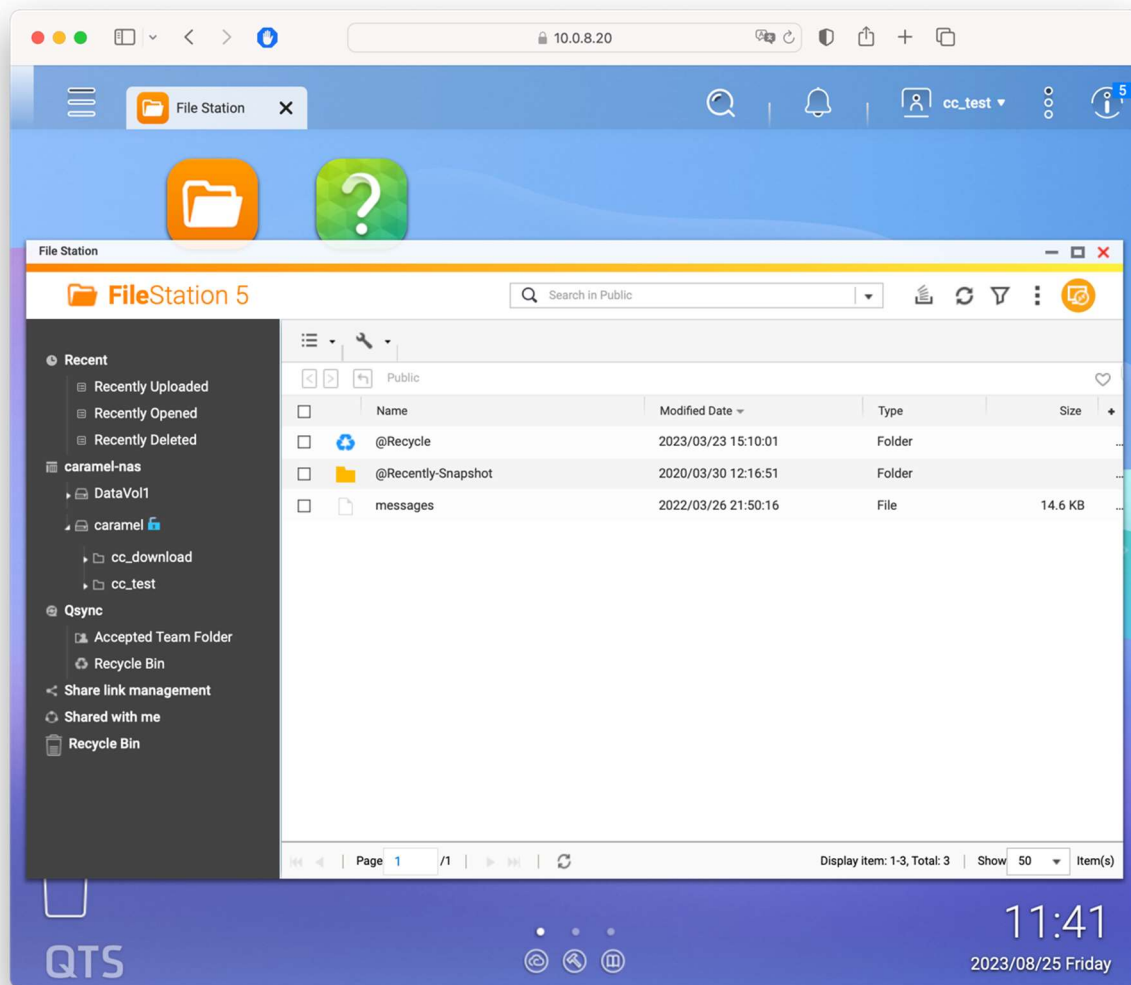 10.0.8.20
File Station
cc_test
5
File Station
FileStation 5
Search in Public
Recent
Recently Uploaded
Recently Opened
Recently Deleted
caramel-nas
DataVol1
caramel
cc_download
cc_test
Qsync
Accepted Team Folder
Recycle Bin
Share link management
Shared with me
Recycle Bin
Public
Name Modified Date Type Size
@Recycle 2023/03/23 15:10:01 Folder ...
@Recently-Snapshot 2020/03/30 12:16:51 Folder ...
messages 2022/03/26 21:50:16 File 14.6 KB ...
Page 1 /1 Display item: 1-3, Total: 3 Show 50 Item(s)
QTS
11:41
2023/08/25 Friday